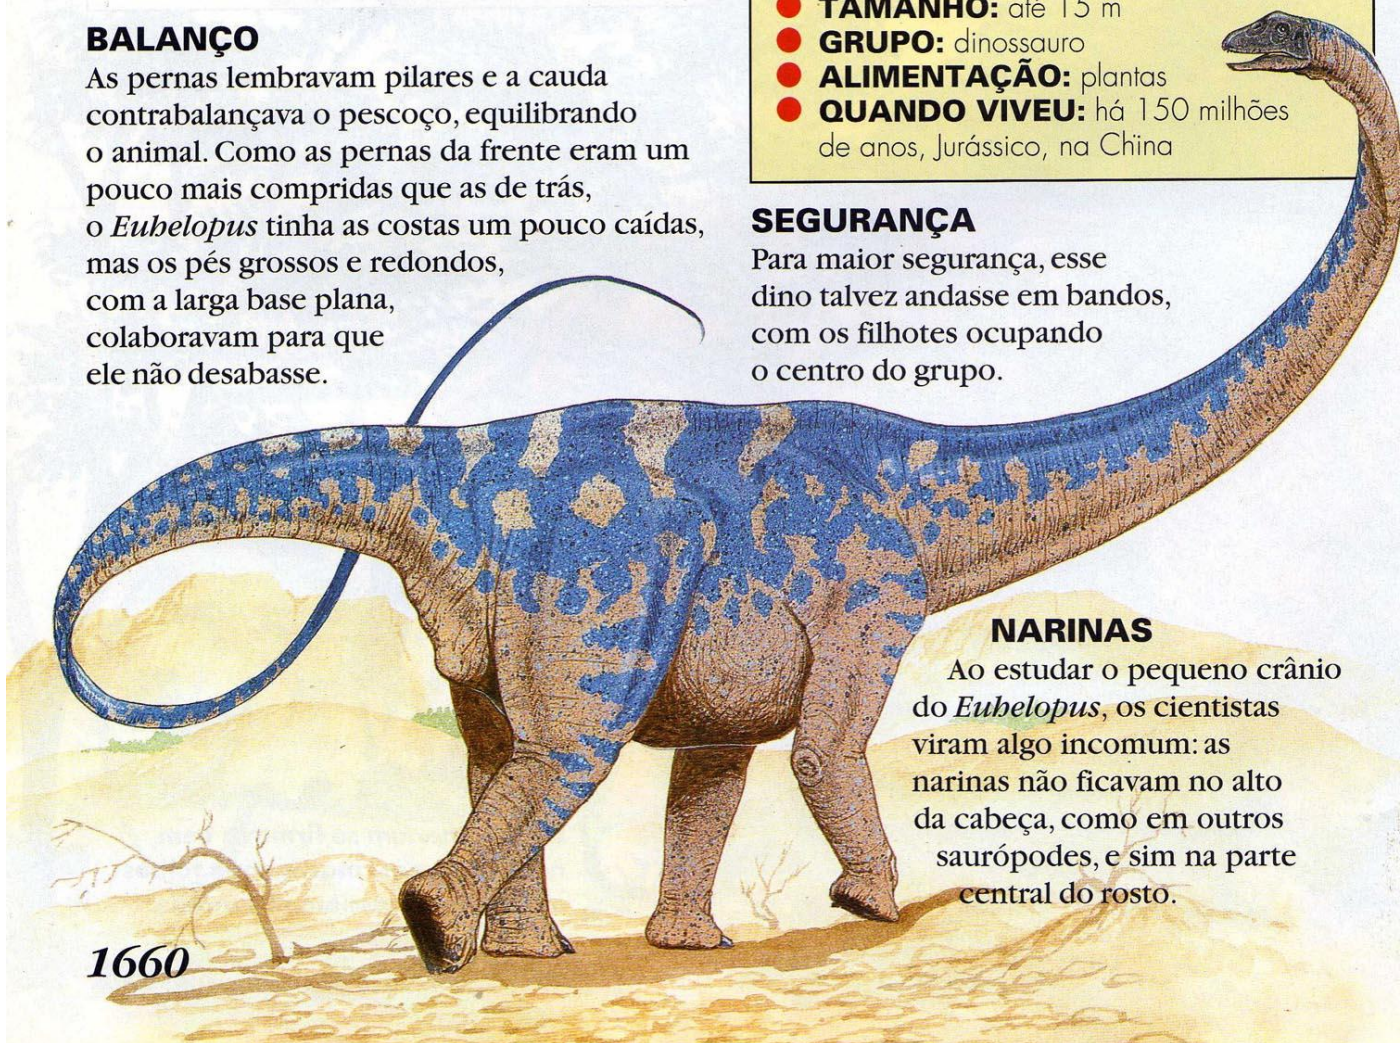 BALANÇO
As pernas lembravam pilares e a cauda
contrabalançava o pescoço, equilibrando
o animal. Como as pernas da frente eram um
pouco mais compridas que as de trás,
o Euhelopus tinha as costas um pouco caídas,
mas os pés grossos e redondos,
com a larga base plana,
colaboravam para que
ele não desabasse.
TAMANHO: até 15 m
GRUPO: dinossauro
ALIMENTAÇÃO: plantas
QUANDO VIVEU: há 150 milhões
de anos, Jurássico, na China
SEGURANÇA
Para maior segurança, esse
dino talvez andasse em bandos,
com os filhotes ocupando
o centro do grupo.
NARINAS
Ao estudar o pequeno crânio
do Euhelopus, os cientistas
viram algo incomum: as
narinas não ficavam no alto
da cabeça, como em outros
saurópodes, e sim na parte
central do rosto.
1660